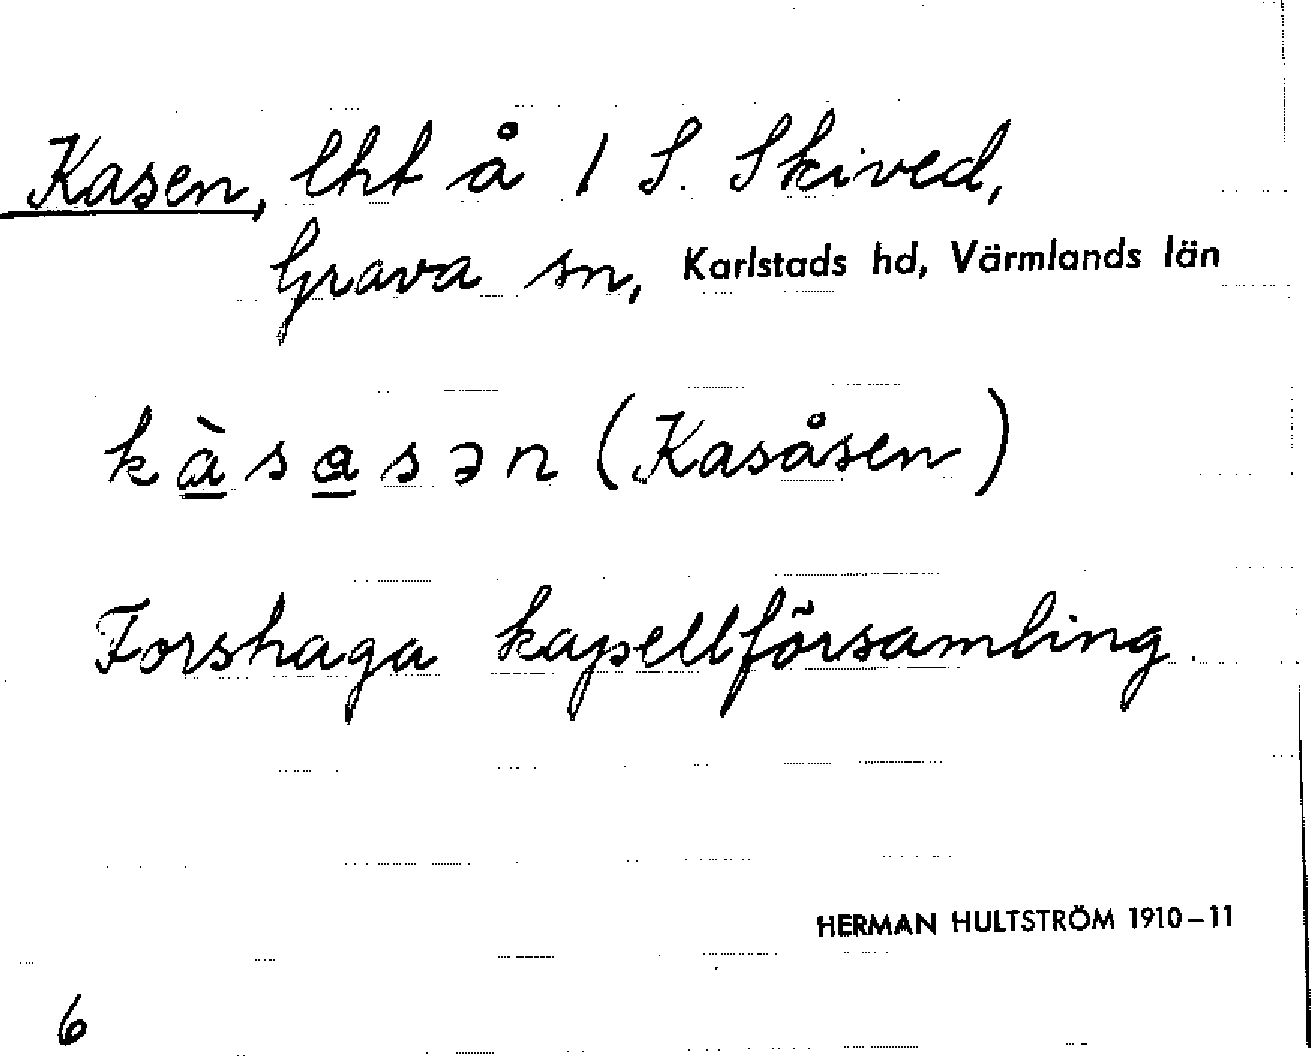 Kasen, lht å 1 S. Skived,
Grava sn, Karlstads hd, Värmlands län
kàsasən (Kasåsen)
Forshaga kapellförsamling.
HERMAN HULTSTRÖM 1910-11
6